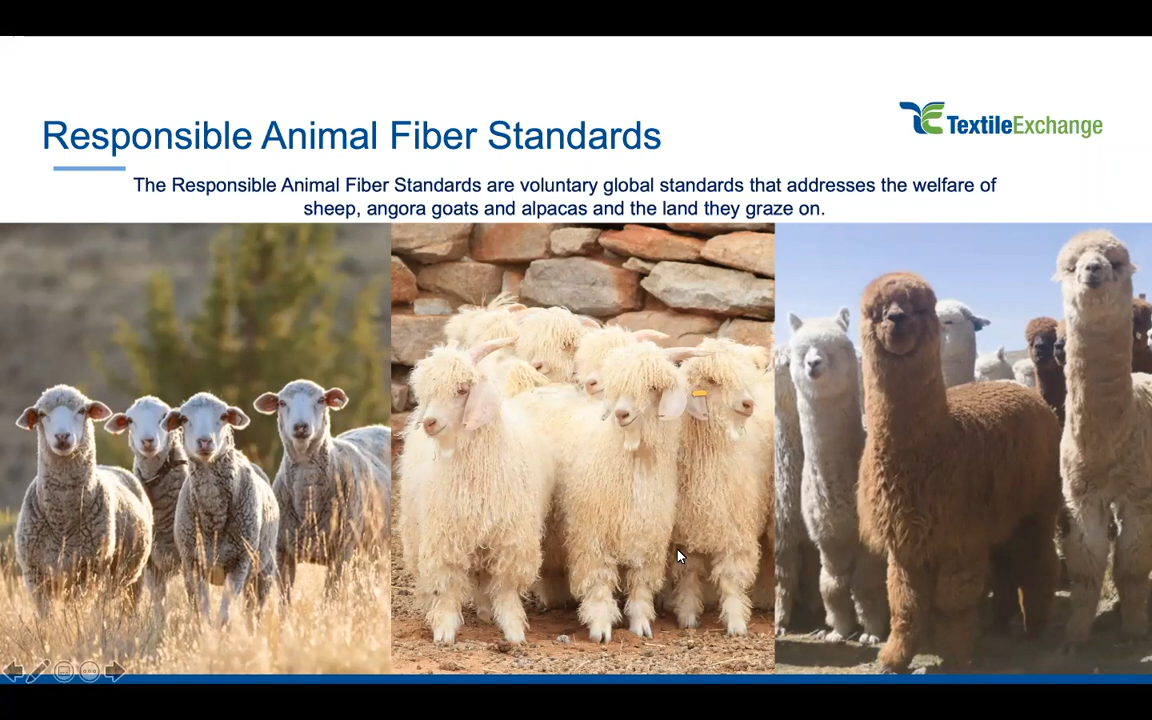 Responsible Animal Fiber Standards
TextileExchange
The Responsible Animal Fiber Standards are voluntary global standards that addresses the welfare of
sheep, angora goats and alpacas and the land they graze on.